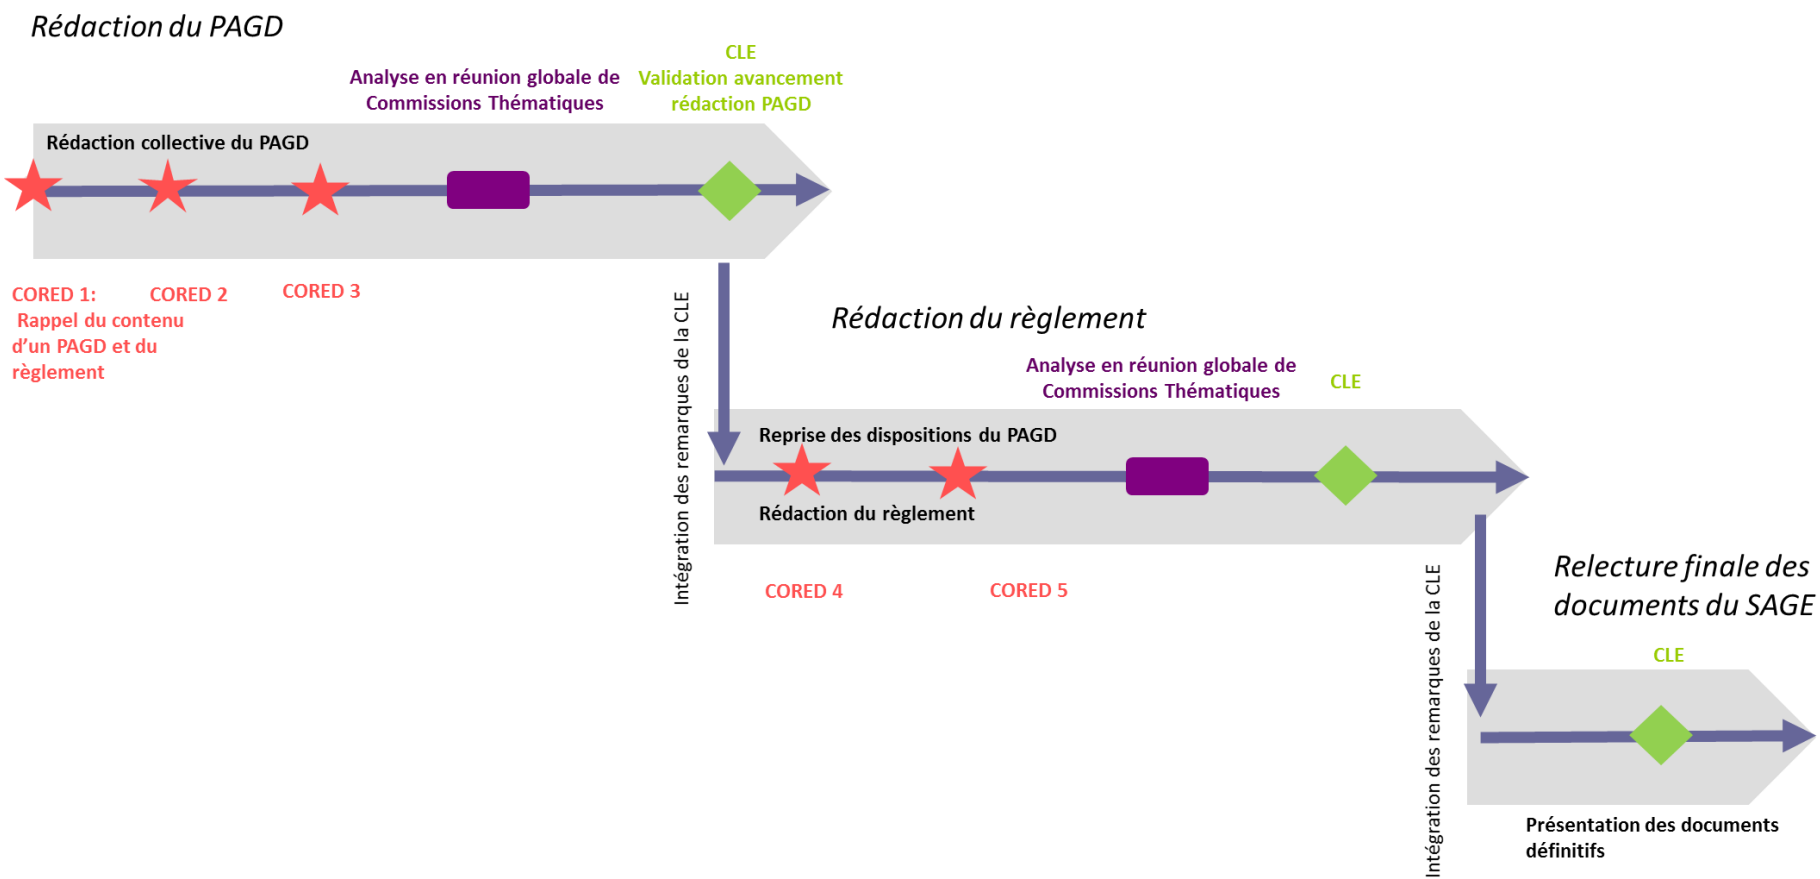 Rédaction du PAGD
CLE
Validation avancement
rédaction PAGD
Analyse en réunion globale de
Commissions Thématiques
Rédaction collective du PAGD
CORED 1:
Rappel du contenu
d’un PAGD et du
règlement
CORED 2
CORED 3
Intégration des remarques de la CLE
Rédaction du règlement
Analyse en réunion globale de
Commissions Thématiques
CLE
Reprise des dispositions du PAGD
Rédaction du règlement
CORED 4
CORED 5
Intégration des remarques de la CLE
Relecture finale des
documents du SAGE
CLE
Présentation des documents
définitifs